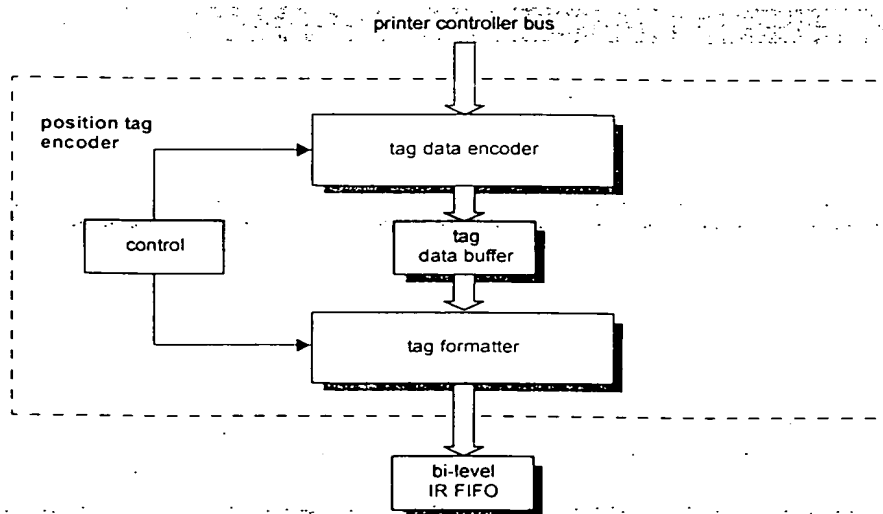 printer controller bus
position tag
encoder
tag data encoder
control
tag
data buffer
tag formatter
bi-level
IR FIFO